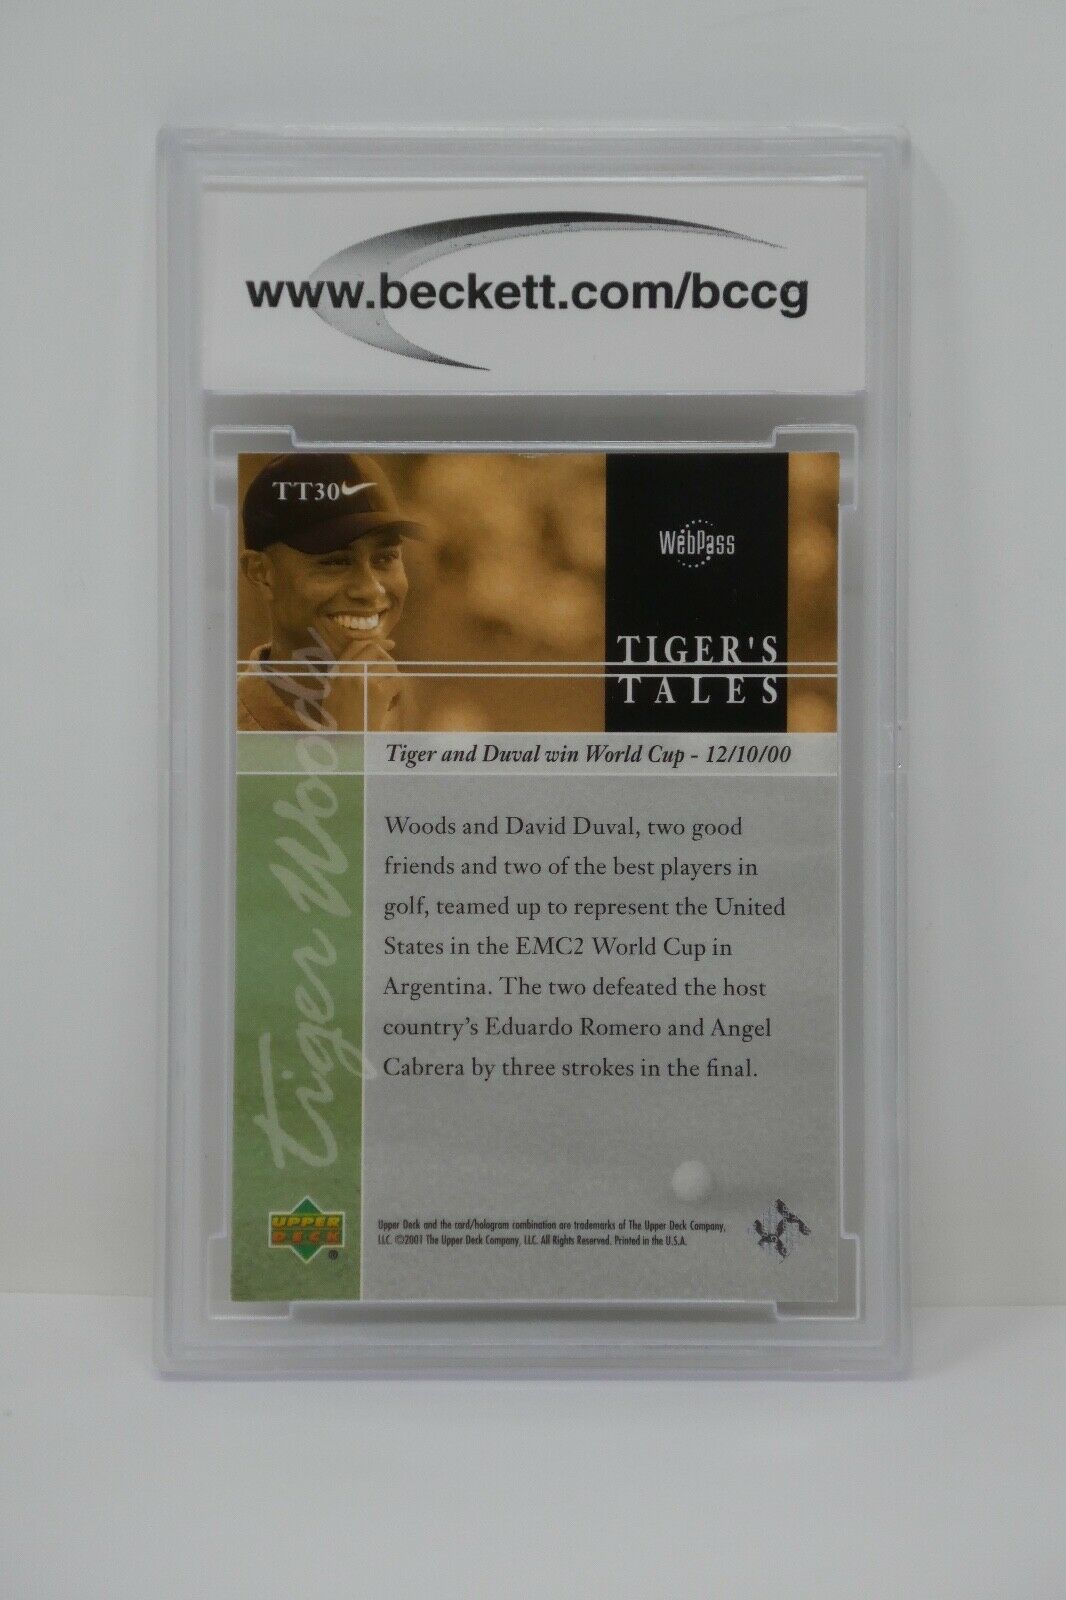 www.beckett.com/bccg
TT30
WebPass
TIGER'S
TALES
Tiger and Duval win World Cup - 12/10/00
Tiger Woods
Woods and David Duval, two good
friends and two of the best players in
golf, teamed up to represent the United
States in the EMC2 World Cup in
Argentina. The two defeated the host
country's Eduardo Romero and Angel
Cabrera by three strokes in the final.
UPPER
DECK
®
Upper Deck and the card/hologram combination are trademarks of The Upper Deck Company,
LLC. ©2001 The Upper Deck Company, LLC. All Rights Reserved. Printed in the U.S.A.